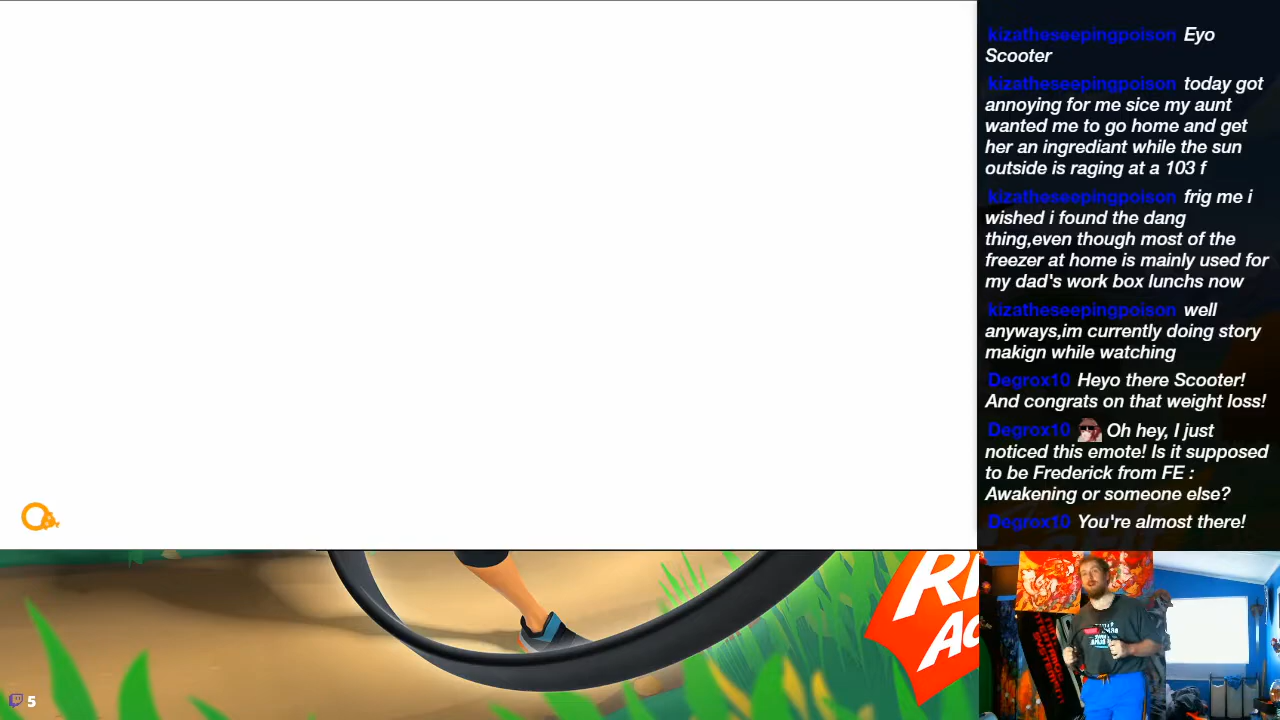 kizatheseepingpoison Eyo
Scooter
kizatheseepingpoison today got
annoying for me sice my aunt
wanted me to go home and get
her an ingrediant while the sun
outside is raging at a 103 f
kizatheseepingpoison frig me i
wished i found the dang
thing,even though most of the
freezer at home is mainly used for
my dad's work box lunchs now
kizatheseepingpoison well
anyways,im currently doing story
makign while watching
Degrox10 Heyo there Scooter!
And congrats on that weight loss!
Degrox10 Oh hey, I just
noticed this emote! Is it supposed
to be Frederick from FE :
Awakening or someone else?
Degrox10 You're almost there!
5